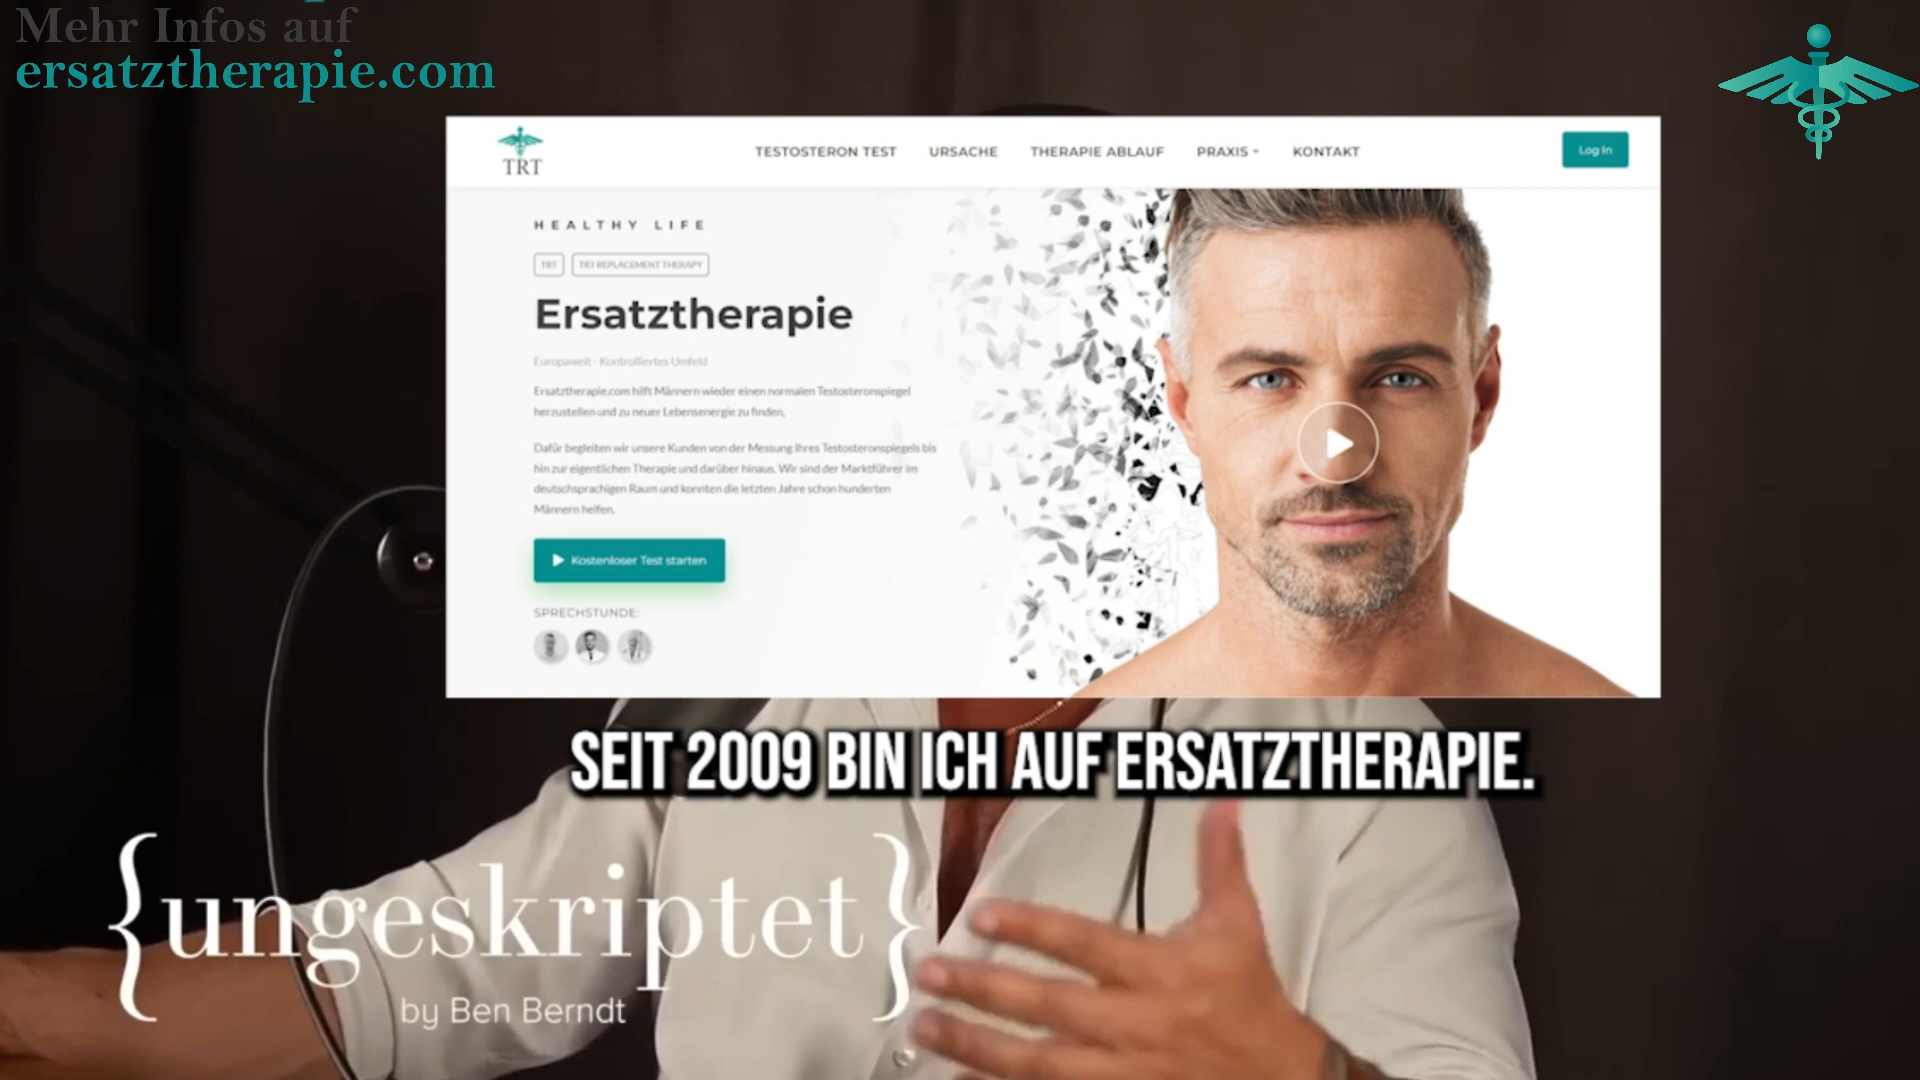 Mehr Infos auf
ersatztherapie.com
TRT
TESTOSTERON TEST
URSACHE
THERAPIE ABLAUF
PRAXIS
KONTAKT
Log In
HEALTHY LIFE
TRT
TRT REPLACEMENT THERAPY
Ersatztherapie
Europaweit - Kontrolliertes Umfeld
Ersatztherapie.com hilft Männern wieder einen normalen Testosteronspiegel
herzustellen und zu neuer Lebensenergie zu finden,
Dafür begleiten wir unsere Kunden von der Messung Ihres Testosteronspiegels bis
hin zur eigentlichen Therapie und darüber hinaus. Wir sind der Marktführer im
deutschsprachigen Raum und konnten die letzten Jahre schon hunderten
Männern helfen.
Kostenloser Test starten
SPRECHSTUNDE:
SEIT 2009 BIN ICH AUF ERSATZTHERAPIE.
{ungeskriptet}
by Ben Berndt